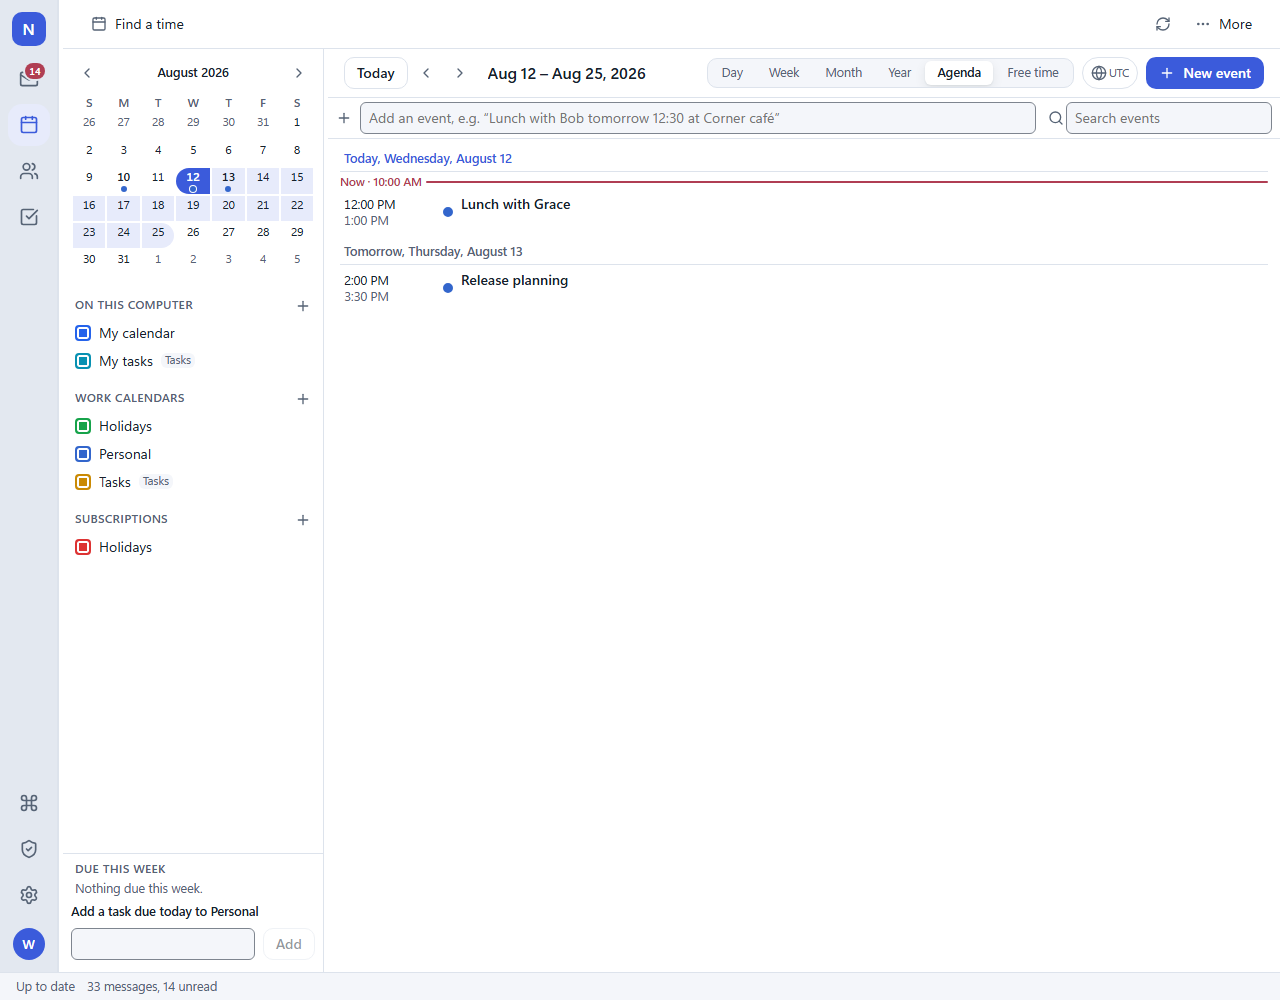 N
Find a time
More
14
August 2026
S M T W T F S
26 27 28 29 30 31 1
2 3 4 5 6 7 8
9 10 11 12 13 14 15
16 17 18 19 20 21 22
23 24 25 26 27 28 29
30 31 1 2 3 4 5
ON THIS COMPUTER
My calendar
My tasks Tasks
WORK CALENDARS
Holidays
Personal
Tasks Tasks
SUBSCRIPTIONS
Holidays
DUE THIS WEEK
Nothing due this week.
Add a task due today to Personal
Add
W
Today
Aug 12 – Aug 25, 2026
Day Week Month Year Agenda Free time
UTC
New event
Add an event, e.g. “Lunch with Bob tomorrow 12:30 at Corner café”
Search events
Today, Wednesday, August 12
Now · 10:00 AM
12:00 PM Lunch with Grace
1:00 PM
Tomorrow, Thursday, August 13
2:00 PM Release planning
3:30 PM
Up to date 33 messages, 14 unread